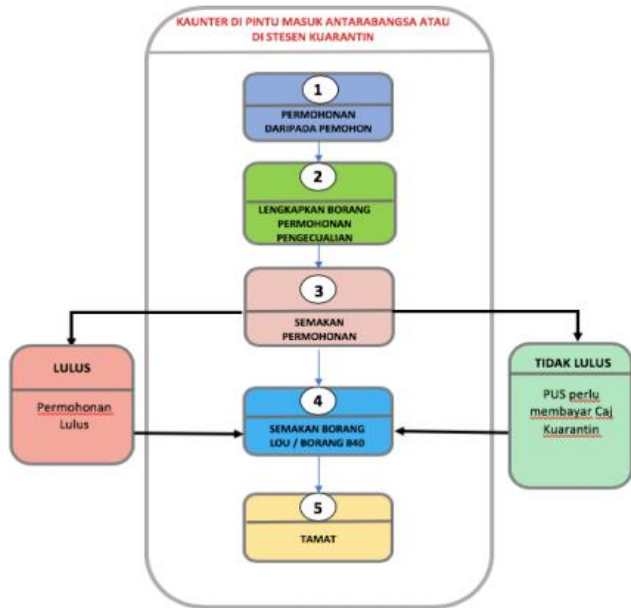 KAUNTER DI PINTU MASUK ANTARABANGSA ATAU
DI STESEN KUARANTIN
1
PERMOHONAN
DARIPADA PEMOHON
2
LENGKAPKAN BORANG
PERMOHONAN
PENGECUALIAN
3
SEMAKAN
PERMOHONAN
LULUS
Permohonan
Lulus
TIDAK LULUS
PUS perlu
membayar Caj
Kuarantin
4
SEMAKAN BORANG
LOU / BORANG B40
5
TAMAT